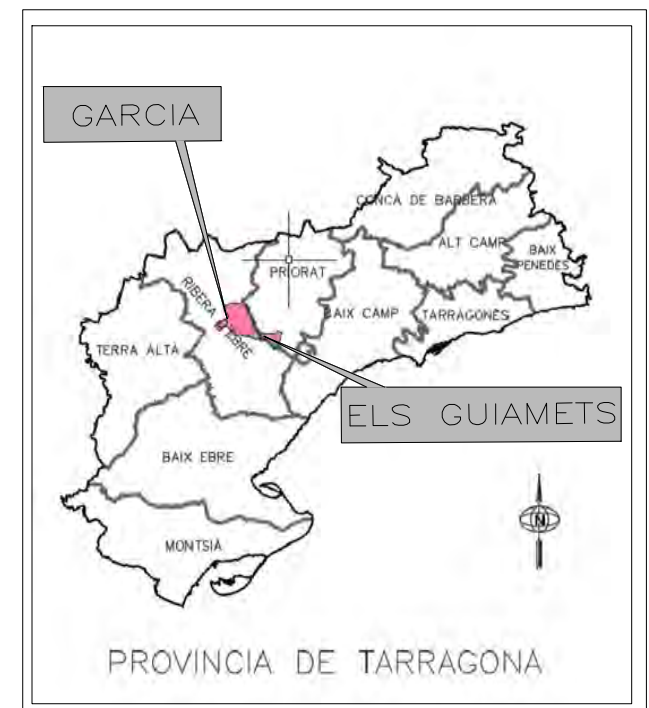 GARCIA
CONCA DE BARBERA
ALT CAMP
BAIX PENEDES
PRIORAT
RIBERA D'EBRE
BAIX CAMP
TARRAGONES
TERRA ALTA
ELS GUIAMETS
BAIX EBRE
MONTSIA
N
PROVINCIA DE TARRAGONA